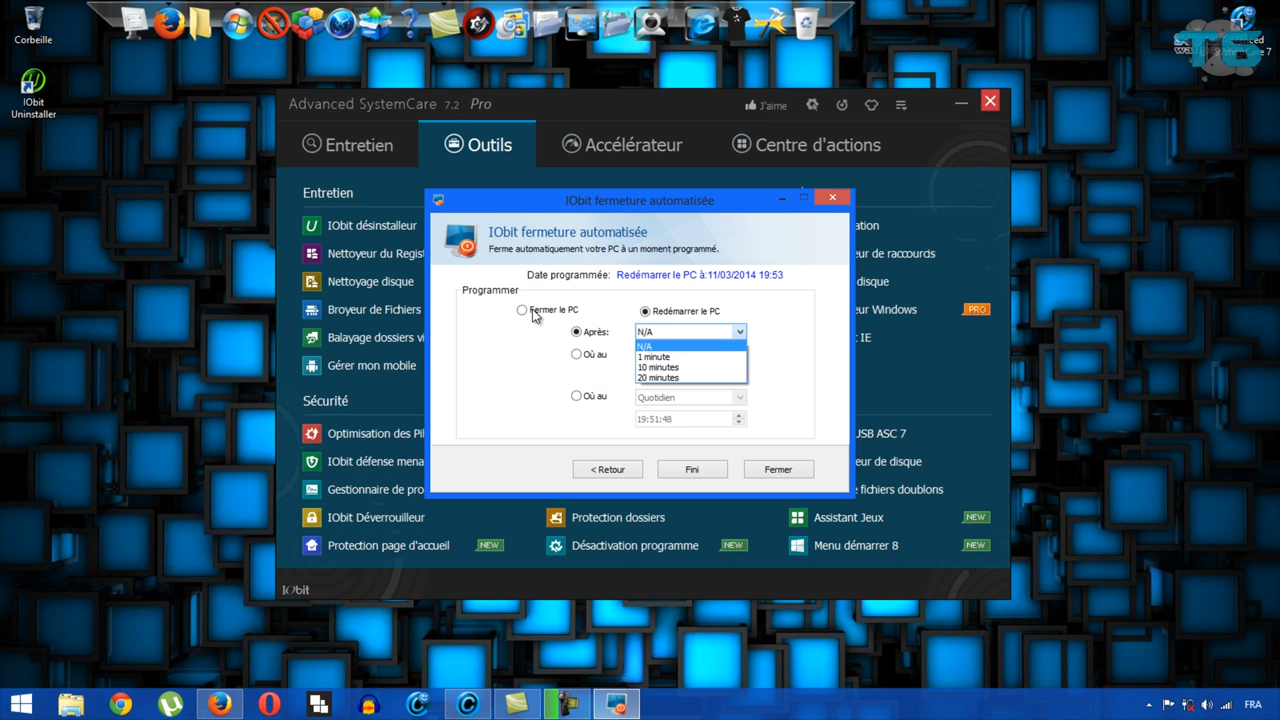 Corbeille
IObit
Uninstaller
Advanced SystemCare 7.2 Pro
J'aime
Entretien
Outils
Accélérateur
Centre d'actions
Entretien
IObit désinstalleur
Nettoyeur du Regis
Nettoyage disque
Broyeur de Fichiers
Balayage dossiers vi
Gérer mon mobile
ation
eur de raccourcis
disque
eur Windows
PRO
IE
IObit fermeture automatisée
IObit fermeture automatisée
Ferme automatiquement votre PC à un moment programmé.
Date programmée: Redémarrer le PC à:11/03/2014 19:53
Programmer
Fermer le PC
Redémarrer le PC
Après:
N/A
N/A
1 minute
10 minutes
20 minutes
Où au
Où au
Quotidien
19:51:48
< Retour
Fini
Fermer
Sécurité
Optimisation des Pil
IObit défense mena
Gestionnaire de pro
IObit Déverrouilleur
Protection page d'accueil
NEW
Protection dossiers
Désactivation programme
NEW
USB ASC 7
eur de disque
e fichiers doublons
Assistant Jeux
NEW
Menu démarrer 8
NEW
IObit
FRA